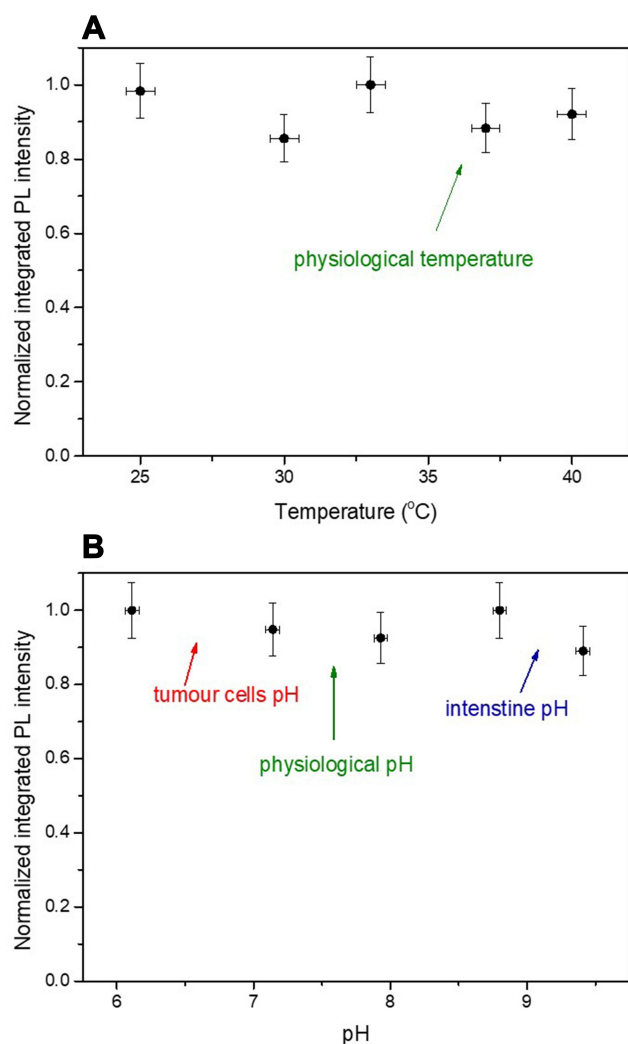 A
Normalized integrated PL intensity
1.0
0.8
0.6
0.4
0.2
0.0
physiological temperature
25
30
35
40
Temperature (°C)
B
Normalized integrated PL intensity
1.0
0.8
0.6
0.4
0.2
0.0
tumour cells pH
intenstine pH
physiological pH
6
7
8
9
pH